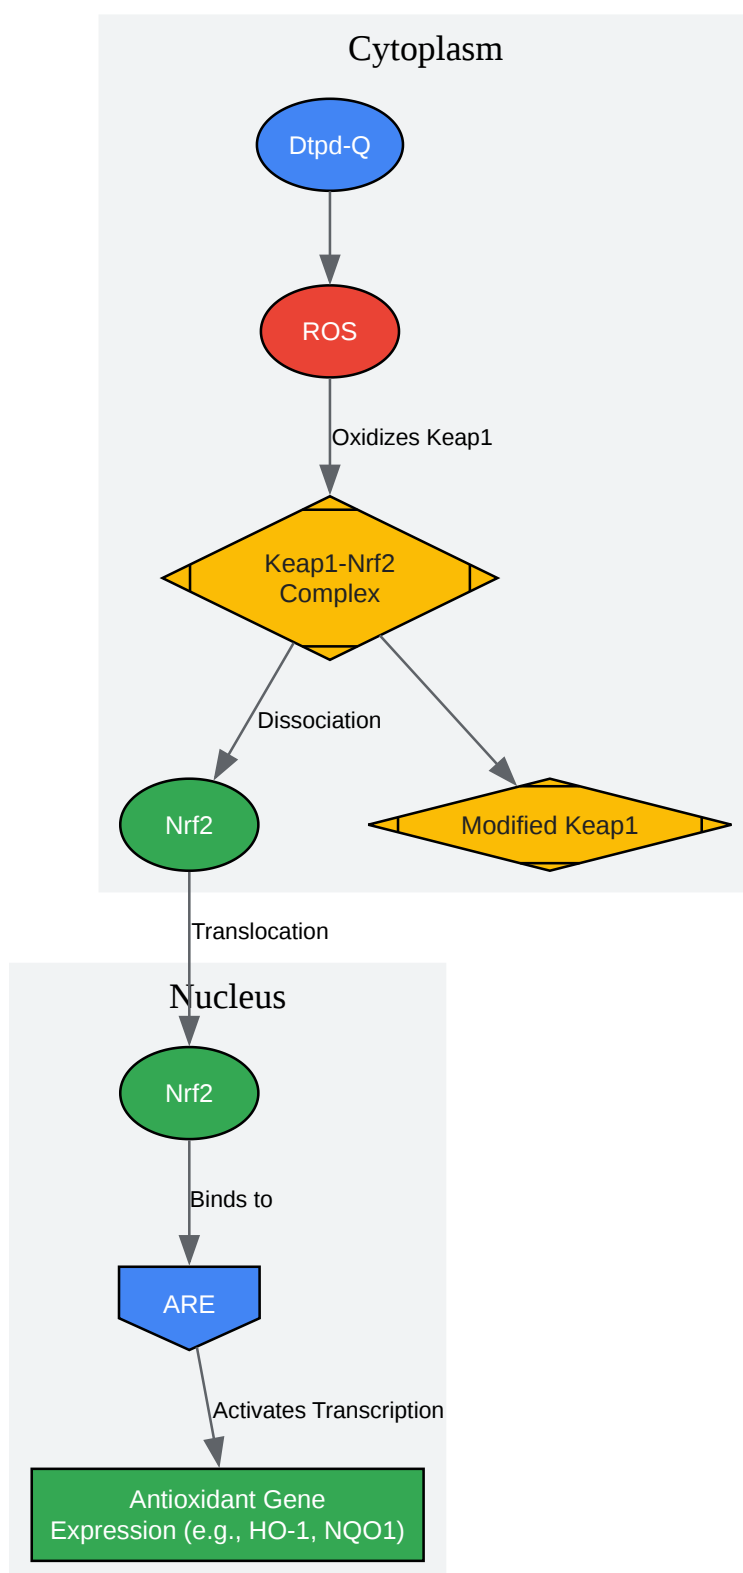 Cytoplasm
Dtpd-Q
ROS
Oxidizes Keap1
Keap1-Nrf2
Complex
Dissociation
Nrf2
Modified Keap1
Translocation
Nucleus
Nrf2
Binds to
ARE
Activates Transcription
Antioxidant Gene
Expression (e.g., HO-1, NQO1)